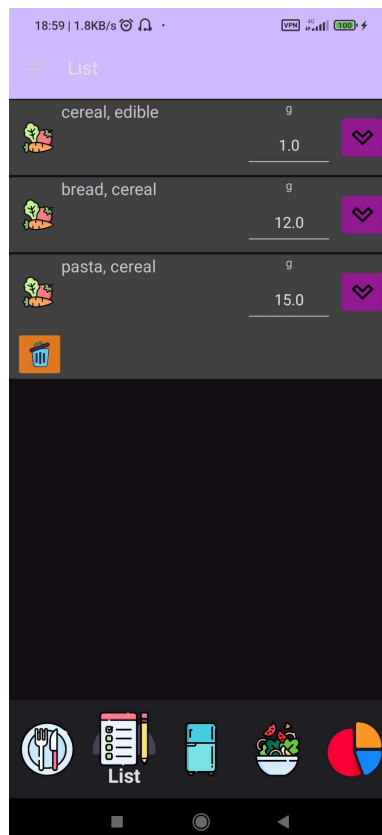 18:59 | 1.8KB/s
VPN 4G 100
List
cereal, edible
g
1.0
bread, cereal
g
12.0
pasta, cereal
g
15.0
List